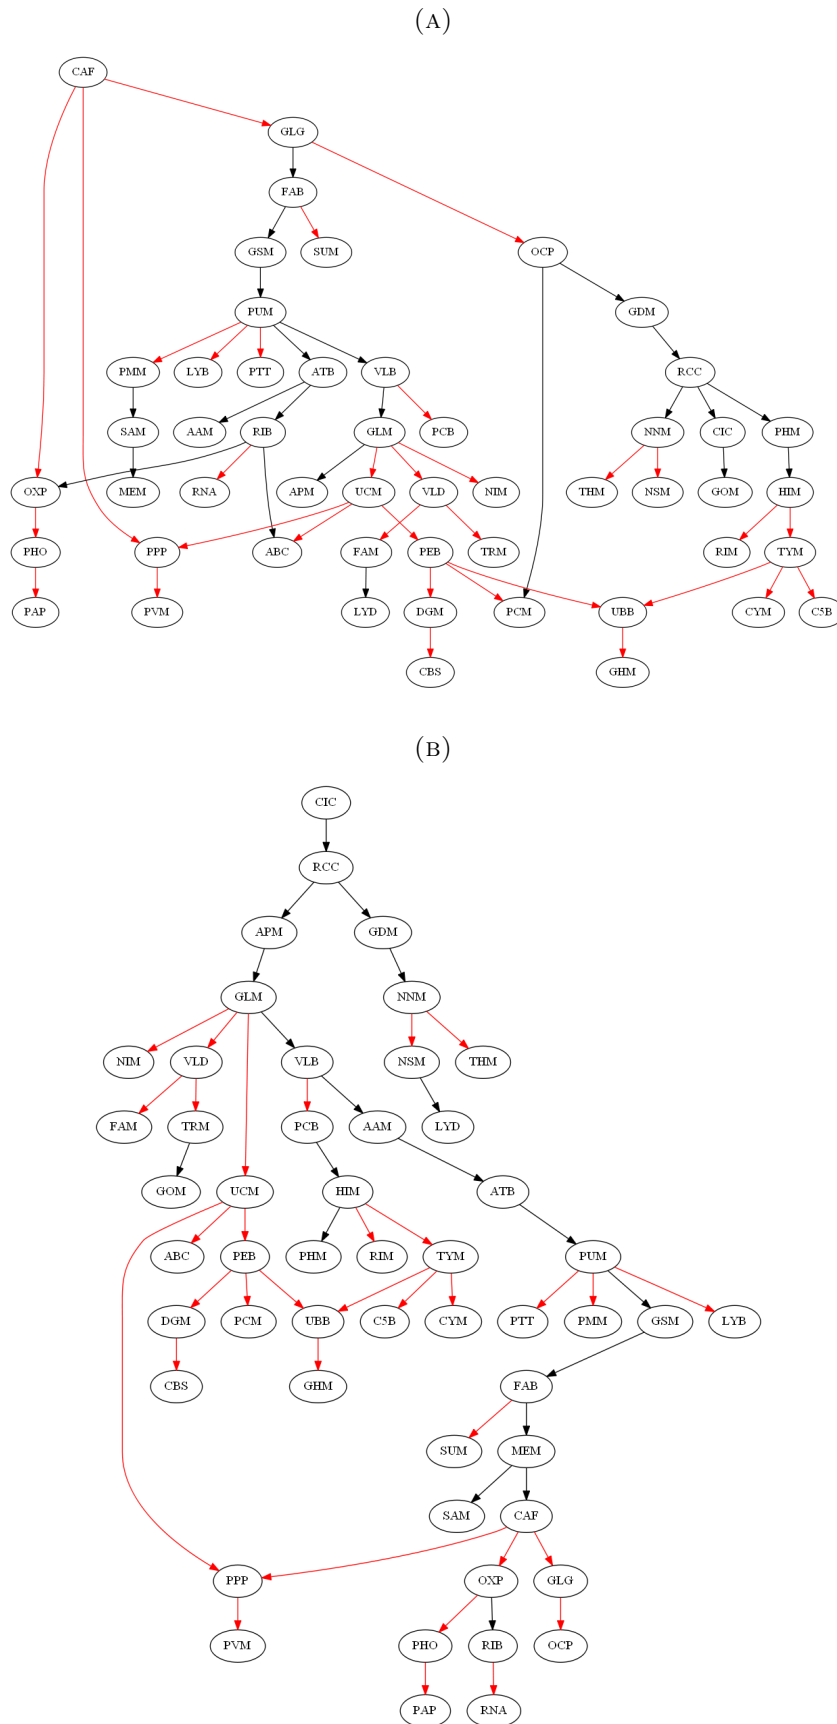 (A)
CAF
GLG
FAB
GSM SUM OCP
PUM GDM
PMM LYB PTT ATB VLB RCC
SAM AAM RIB GLM PCB NNM CIC PHM
OXP MEM RNA APM UCM VLD NIM THM NSM GOM HIM
PHO PPP ABC FAM PEB TRM RIM TYM
PAP PVM LYD DGM PCM UBB CYM C5B
CBS GHM
(B)
CIC
RCC
APM GDM
GLM NNM
NIM VLD VLB NSM THM
FAM TRM PCB AAM LYD
GOM UCM HIM ATB
ABC PEB PHM RIM TYM PUM
DGM PCM UBB C5B CYM PTT PMM GSM LYB
CBS GHM FAB
SUM MEM
SAM CAF
PPP OXP GLG
PVM PHO RIB OCP
PAP RNA